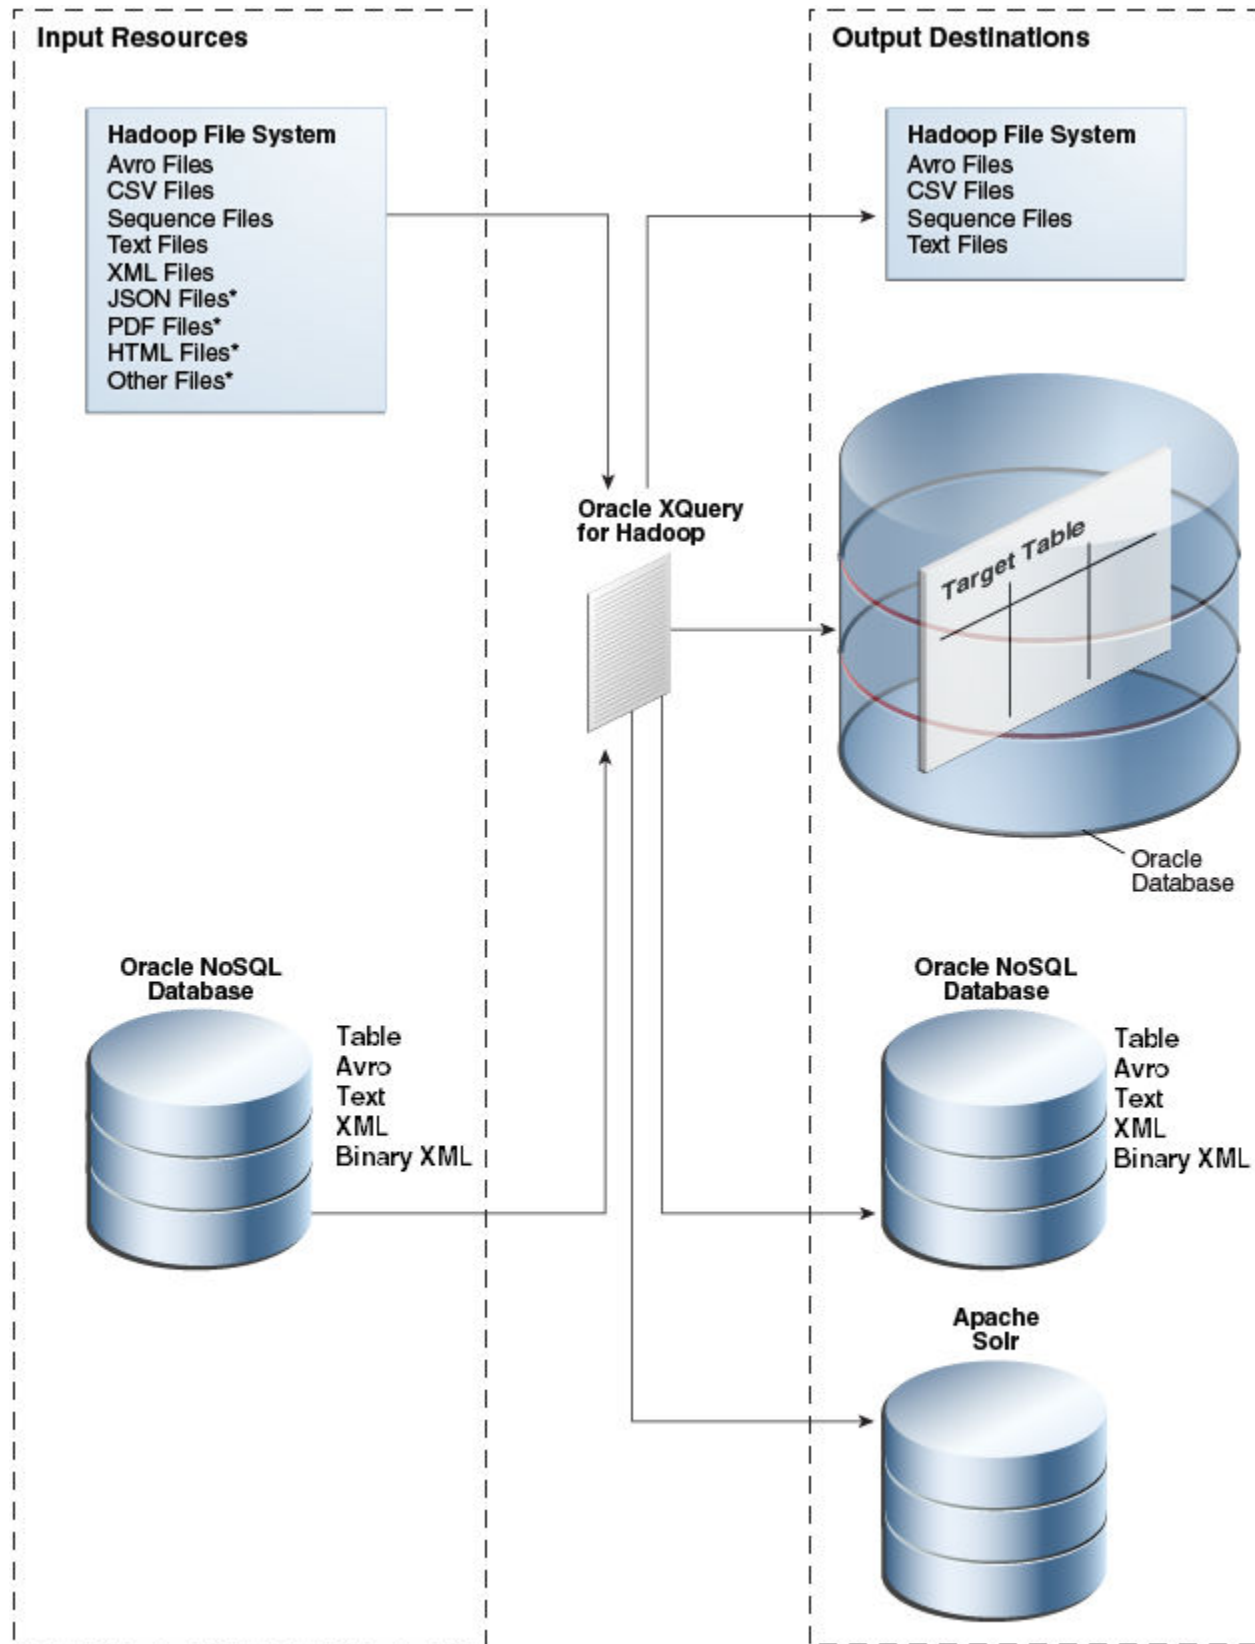 Input Resources
Hadoop File System
Avro Files
CSV Files
Sequence Files
Text Files
XML Files
JSON Files*
PDF Files*
HTML Files*
Other Files*
Oracle NoSQL
Database
Table
Avro
Text
XML
Binary XML
Oracle XQuery
for Hadoop
Output Destinations
Hadoop File System
Avro Files
CSV Files
Sequence Files
Text Files
Target Table
Oracle
Database
Oracle NoSQL
Database
Table
Avro
Text
XML
Binary XML
Apache
Solr